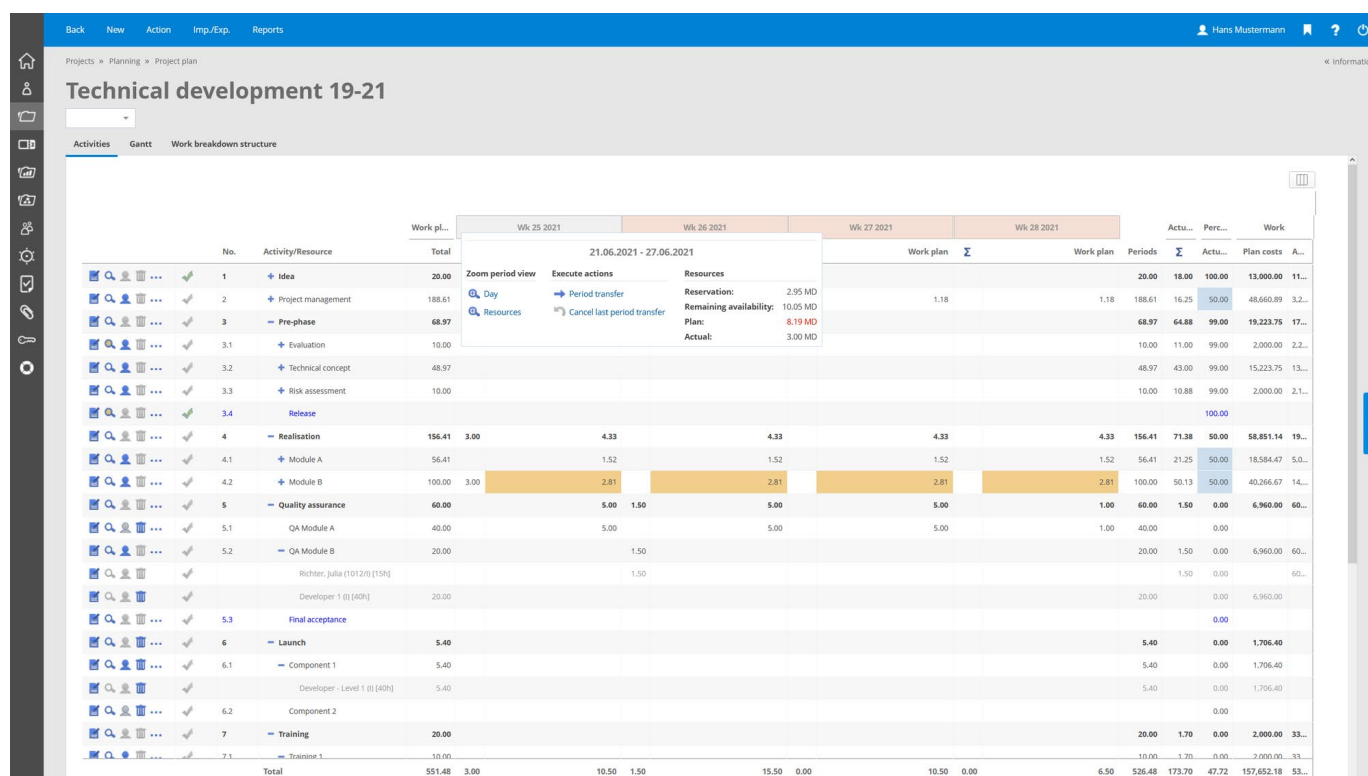 Back New Action Imp./Exp. Reports Hans Mustermann ?
Projects » Planning » Project plan « Informatio
Technical development 19-21
Activities Gantt Work breakdown structure
Work pl... Wk 25 2021 Wk 26 2021 Wk 27 2021 Wk 28 2021 Actu... Perc... Work
No. Activity/Resource Total Work plan Σ Work plan Periods Σ Actu... Plan costs A...
21.06.2021 - 27.06.2021
Zoom period view Execute actions Resources
Day Period transfer Reservation: 2.95 MD
Resources Cancel last period transfer Remaining availability: 10.05 MD
Plan: 8.19 MD
Actual: 3.00 MD
1 + Idea 20.00 20.00 18.00 100.00 13,000.00 11...
2 + Project management 188.61 1.18 1.18 188.61 16.25 50.00 48,660.89 3,2...
3 − Pre-phase 68.97 68.97 64.88 99.00 19,223.75 17...
3.1 + Evaluation 10.00 10.00 11.00 99.00 2,000.00 2,2...
3.2 + Technical concept 48.97 48.97 43.00 99.00 15,223.75 13...
3.3 + Risk assessment 10.00 10.00 10.88 99.00 2,000.00 2,1...
3.4 Release 100.00
4 − Realisation 156.41 3.00 4.33 4.33 4.33 4.33 156.41 71.38 50.00 58,851.14 19...
4.1 + Module A 56.41 1.52 1.52 1.52 1.52 56.41 21.25 50.00 18,584.47 5,0...
4.2 + Module B 100.00 3.00 2.81 2.81 2.81 2.81 100.00 50.13 50.00 40,266.67 14,...
5 − Quality assurance 60.00 5.00 1.50 5.00 5.00 1.00 60.00 1.50 0.00 6,960.00 60...
5.1 QA Module A 40.00 5.00 5.00 5.00 1.00 40.00 0.00
5.2 − QA Module B 20.00 1.50 20.00 1.50 0.00 6,960.00 60...
Richter, Julia (1012/I) [15h] 1.50 1.50 0.00 60...
Developer 1 (I) [40h] 20.00 20.00 0.00 6,960.00
5.3 Final acceptance 0.00
6 − Launch 5.40 5.40 0.00 1,706.40
6.1 − Component 1 5.40 5.40 0.00 1,706.40
Developer - Level 1 (I) [40h] 5.40 5.40 0.00 1,706.40
6.2 Component 2 0.00
7 − Training 20.00 20.00 1.70 0.00 2,000.00 33...
7.1 − Training 1 10.00 10.00 1.70 0.00 2,000.00 33...
Total 551.48 3.00 10.50 1.50 15.50 0.00 10.50 0.00 6.50 526.48 173.70 47.72 157,652.18 53...